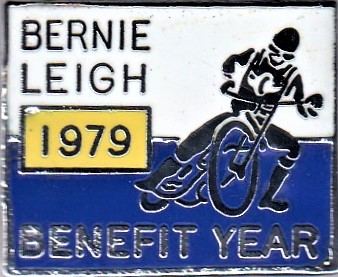 BERNIE
LEIGH
1979
BENEFIT YEAR